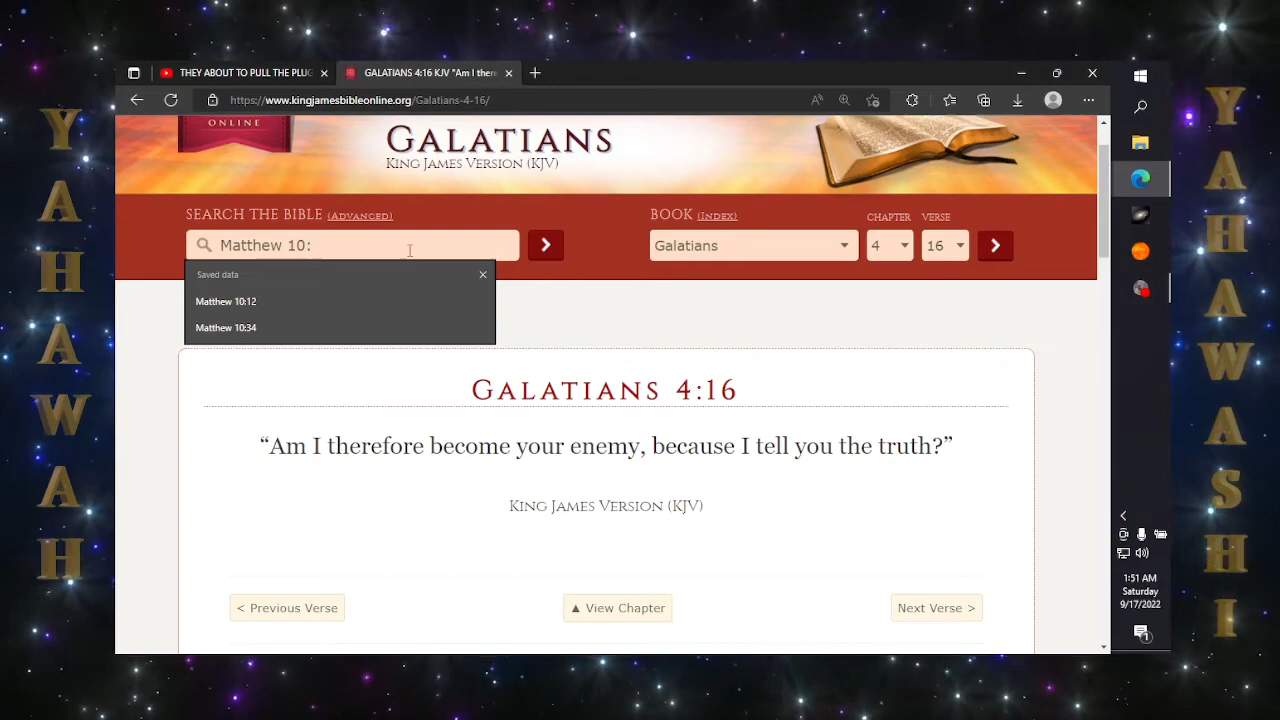 THEY ABOUT TO PULL THE PLUG
GALATIANS 4:16 KJV "Am I there
https://www.kingjamesbibleonline.org/Galatians-4-16/
ONLINE
GALATIANS
KING JAMES VERSION (KJV)
SEARCH THE BIBLE (ADVANCED)
BOOK (INDEX)
CHAPTER
VERSE
Matthew 10:
Galatians
4
16
Saved data
Matthew 10:12
Matthew 10:34
GALATIANS 4:16
“Am I therefore become your enemy, because I tell you the truth?”
KING JAMES VERSION (KJV)
< Previous Verse
▲ View Chapter
Next Verse >
1:51 AM
Saturday
9/17/2022
1
YAHAWAH
YAHAWASHI